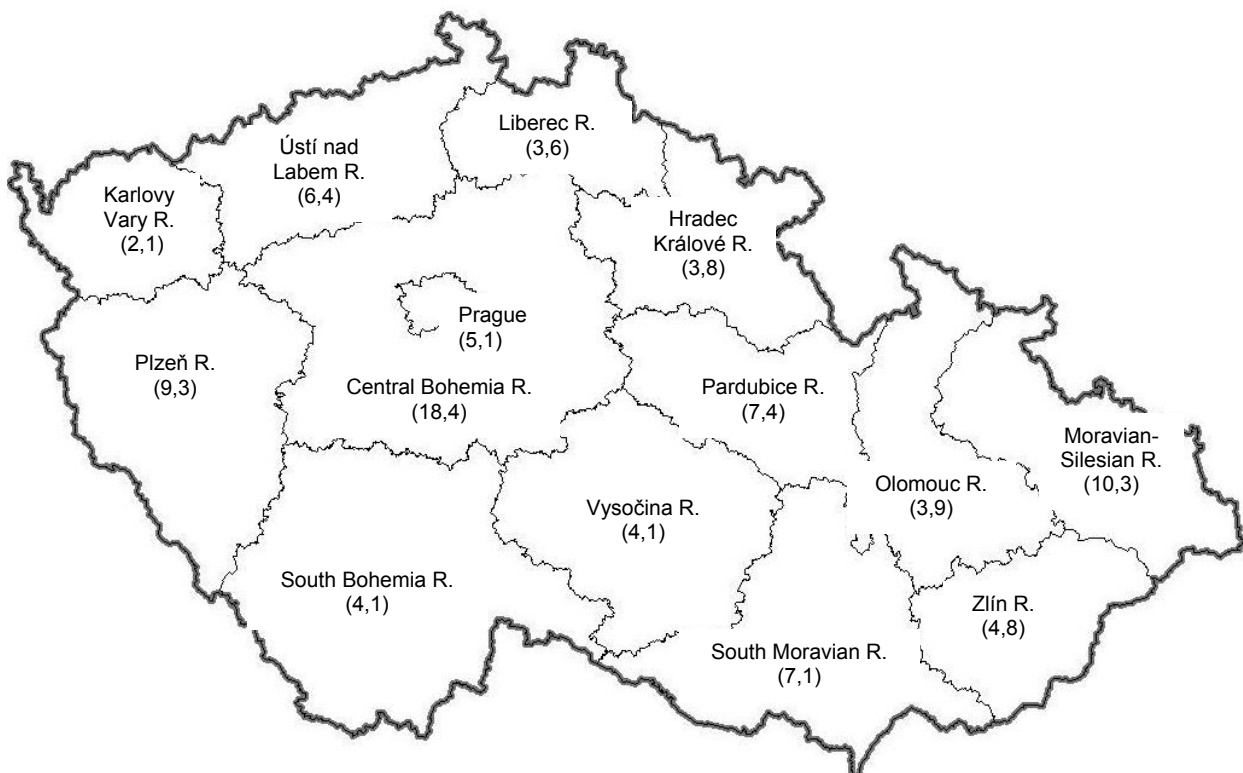 Liberec R.
(3,6)
Ústí nad
Labem R.
(6,4)
Karlovy
Vary R.
(2,1)
Hradec
Králové R.
(3,8)
Prague
(5,1)
Plzeň R.
(9,3)
Central Bohemia R.
(18,4)
Pardubice R.
(7,4)
Moravian-
Silesian R.
(10,3)
Olomouc R.
(3,9)
Vysočina R.
(4,1)
South Bohemia R.
(4,1)
Zlín R.
(4,8)
South Moravian R.
(7,1)